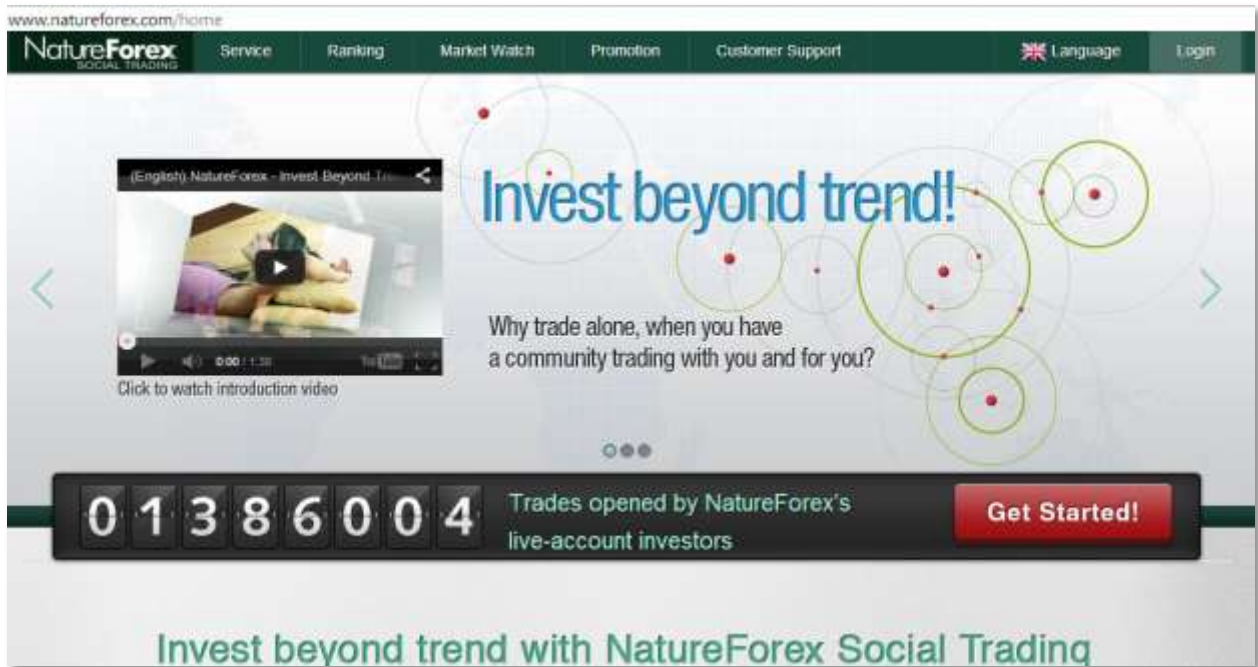 www.natureforex.com/home
NatureForex
SOCIAL TRADING
Service
Ranking
Market Watch
Promotion
Customer Support
Language
Login
(English) NatureForex - Invest Beyond Tre
Invest beyond trend!
Why trade alone, when you have
a community trading with you and for you?
0:00 / 1:38
YouTube
Click to watch introduction video
01386004
Trades opened by NatureForex's
live-account investors
Get Started!
Invest beyond trend with NatureForex Social Trading